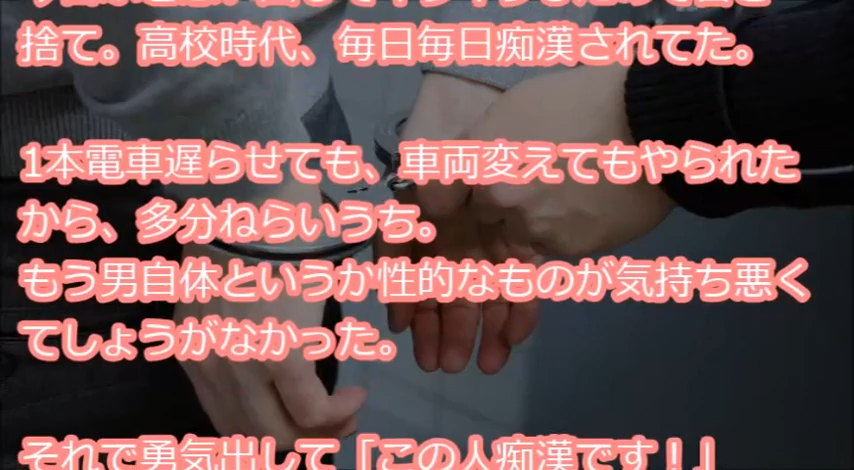 捨て。高校時代、毎日毎日痴漢されてた。
1本電車遅らせても、車両変えてもやられた
から、多分ねらいうち。
もう男自体というか性的なものが気持ち悪く
てしょうがなかった。
それで勇気出して「この人痴漢です！」